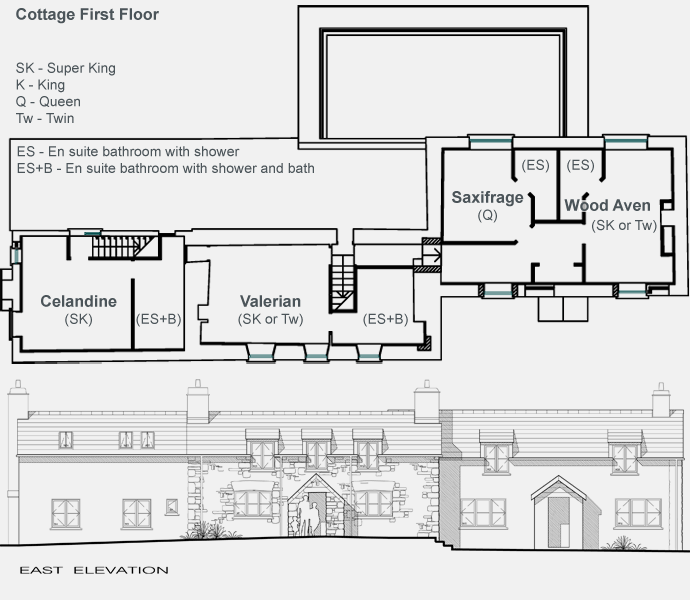 Cottage First Floor
SK - Super King
K - King
Q - Queen
Tw - Twin
ES - En suite bathroom with shower
ES+B - En suite bathroom with shower and bath
(ES)
(ES)
Saxifrage
(Q)
Wood Aven
(SK or Tw)
Celandine
(SK)
(ES+B)
Valerian
(SK or Tw)
(ES+B)
EAST ELEVATION